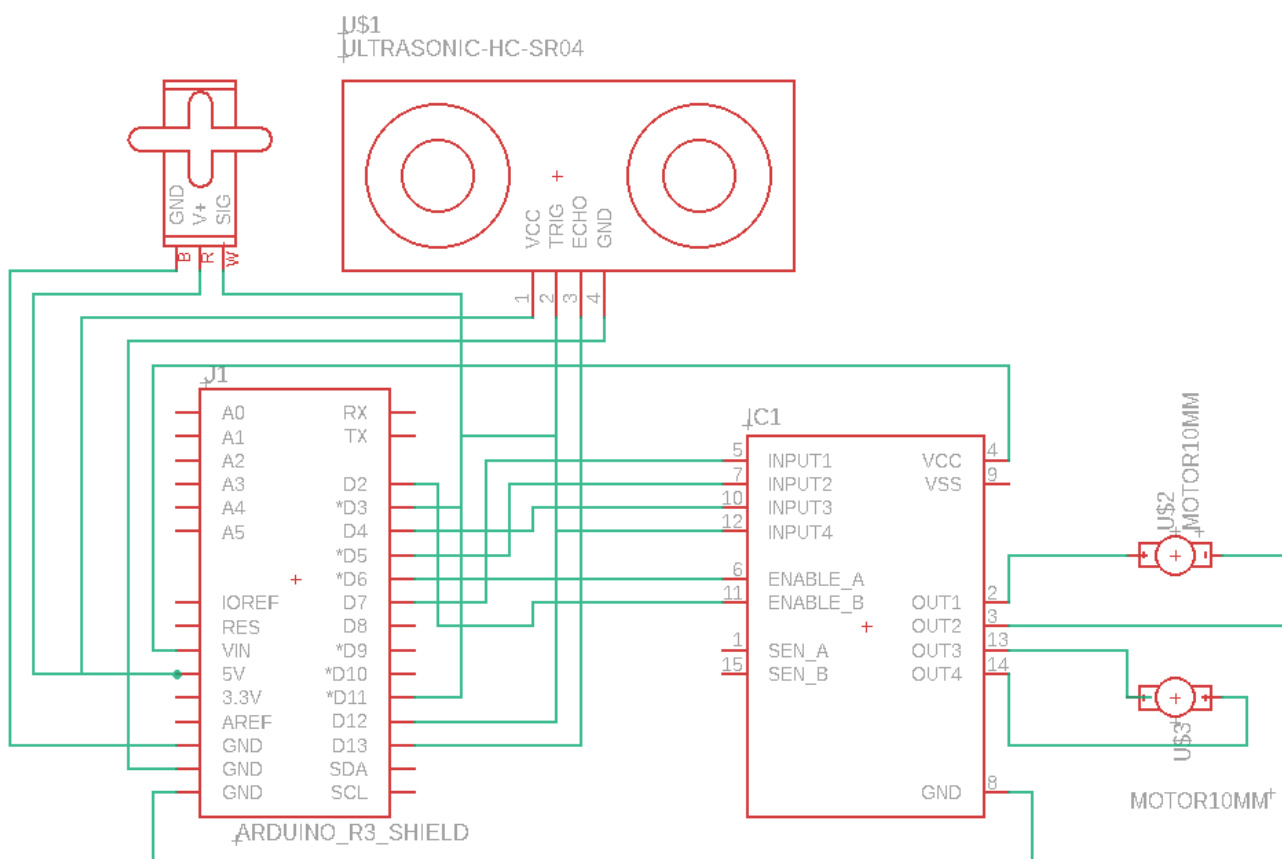 U$1
ULTRASONIC-HC-SR04
GND
V+
SIG
B
R
W
VCC
TRIG
ECHO
GND
1
2
3
4
J1
A0
A1
A2
A3
A4
A5
IOREF
RES
VIN
5V
3.3V
AREF
GND
GND
GND
RX
TX
D2
*D3
D4
*D5
*D6
D7
D8
*D9
*D10
*D11
D12
D13
SDA
SCL
ARDUINO_R3_SHIELD
IC1
5
INPUT1
7
INPUT2
10
INPUT3
12
INPUT4
6
ENABLE_A
11
ENABLE_B
1
SEN_A
15
SEN_B
VCC
4
VSS
9
OUT1
2
OUT2
3
OUT3
13
OUT4
14
GND
8
U$2
MOTOR10MM
U$3
MOTOR10MM